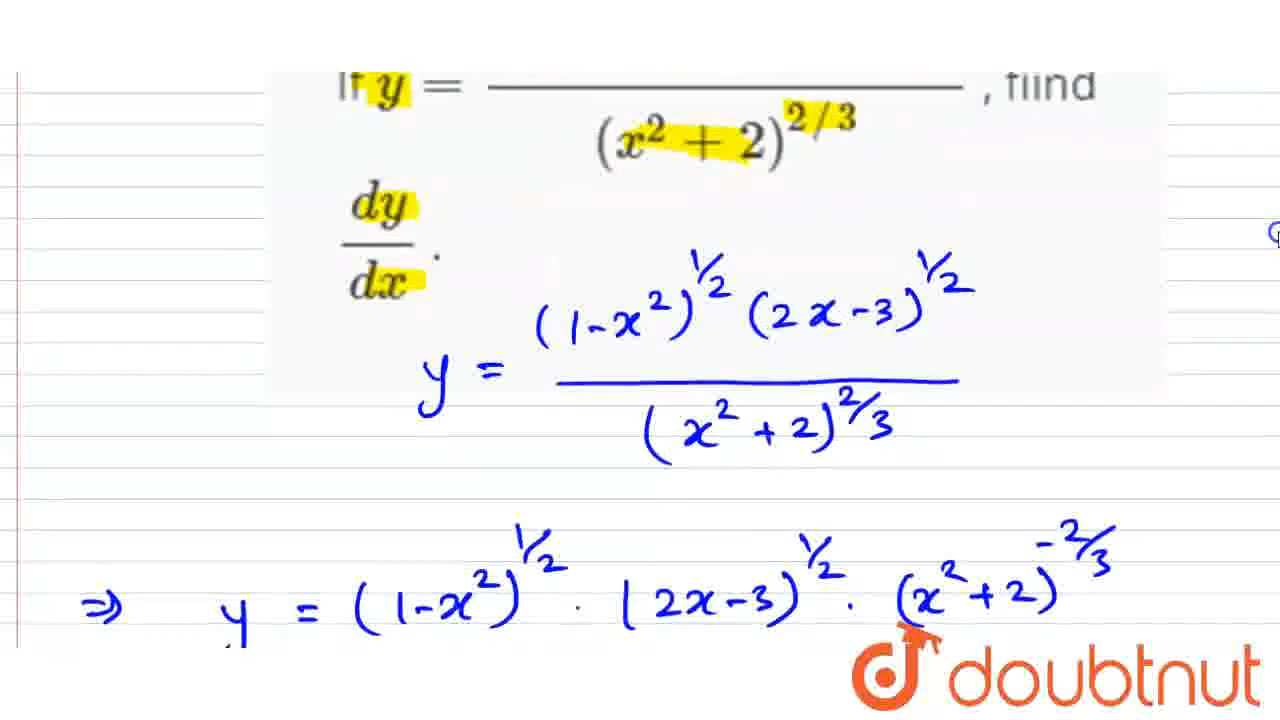 If y = ───── / (x² + 2)^{2/3} , fiind
dy/dx .
y = (1-x²)^{1/2} (2x-3)^{1/2} / (x²+2)^{2/3}
⇒ y = (1-x²)^{1/2} · (2x-3)^{1/2} · (x²+2)^{-2/3}
doubtnut